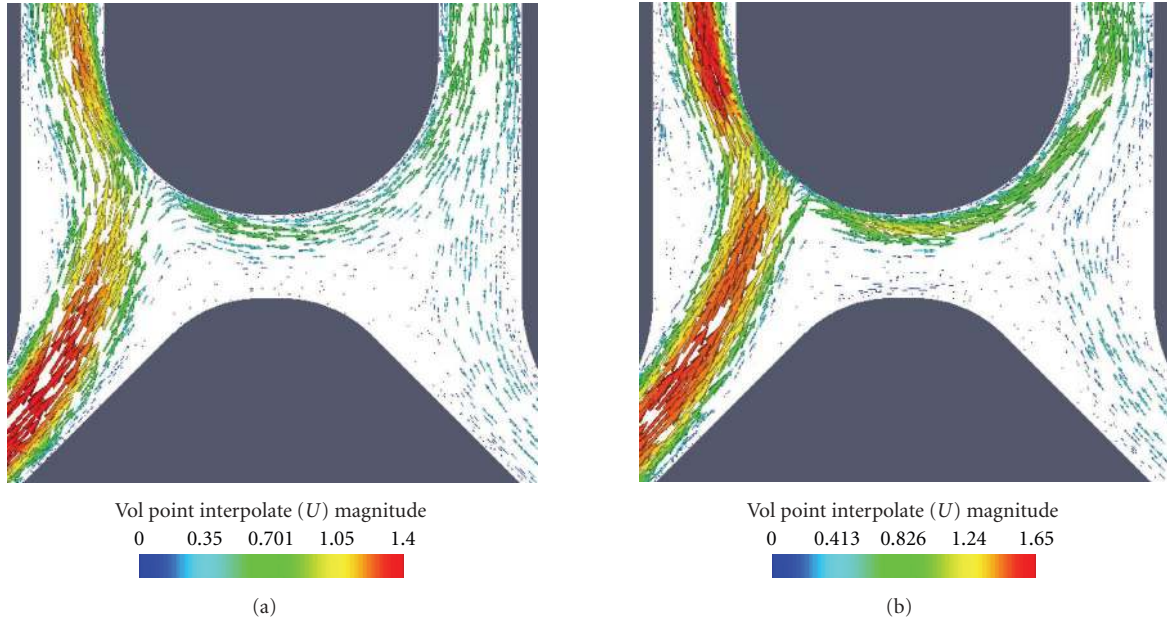 Vol point interpolate (U) magnitude
0 0.35 0.701 1.05 1.4
(a)
Vol point interpolate (U) magnitude
0 0.413 0.826 1.24 1.65
(b)